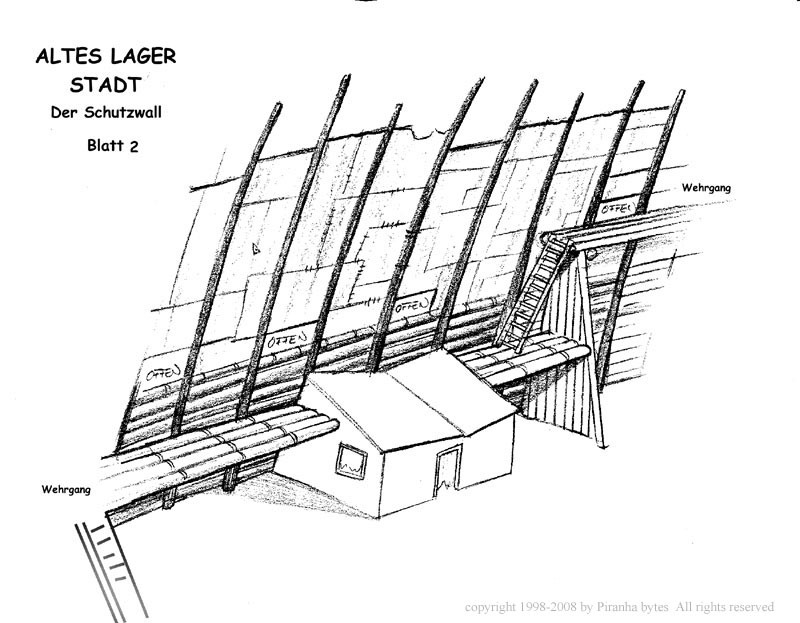 ALTES LAGER
STADT
Der Schutzwall
Blatt 2
Wehrgang
OFFEN
OFFEN
OFFEN
OFFEN
Wehrgang
copyright 1998-2008 by Piranha bytes All rights reserved